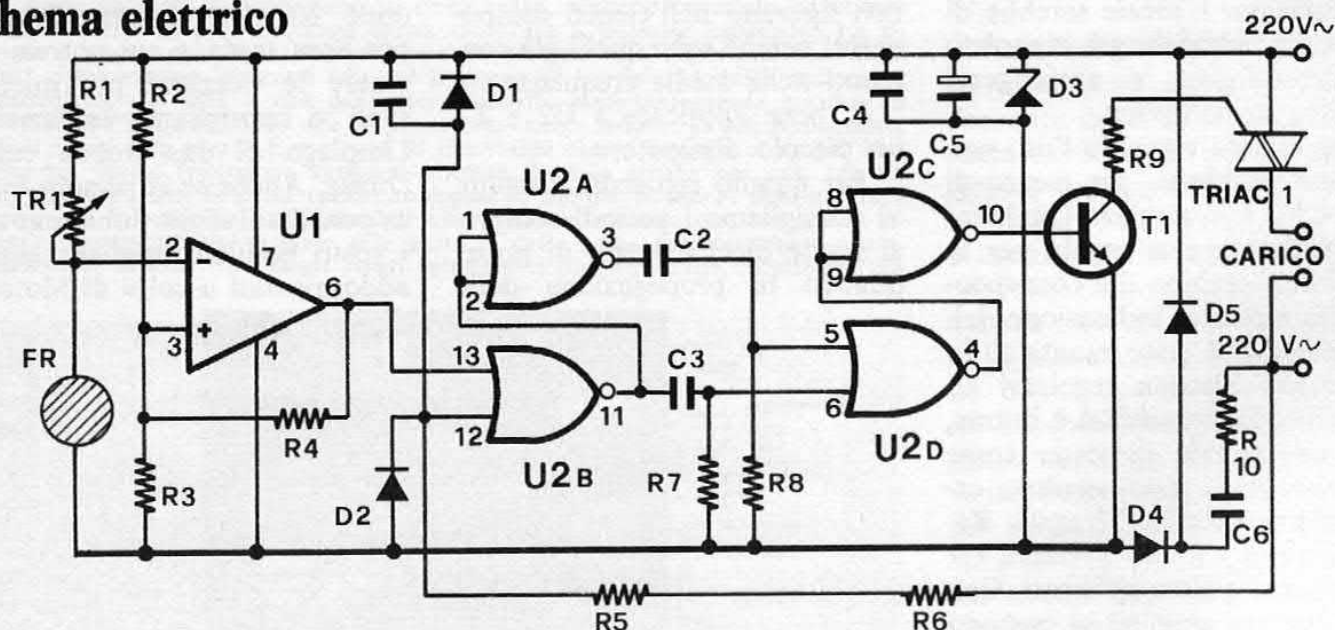 hema elettrico
220V~
R1
R2
C1
D1
C4
C5
D3
R9
TRIAC 1
TR1
U1
U2A
U2C
1
2
3
C2
8
9
10
T1
CARICO
2
3
7
6
4
FR
13
12
11
C3
5
6
4
D5
220 V~
R4
U2B
U2D
R3
D2
R7
R8
R
10
D4
C6
R5
R6